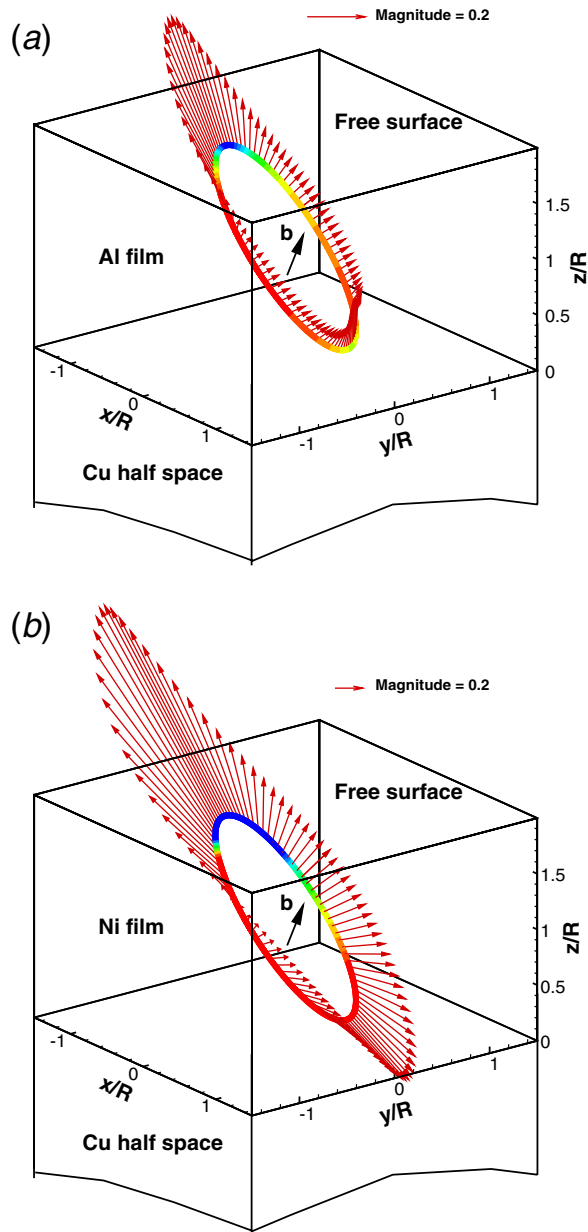 (a)
Magnitude = 0.2
Free surface
b
Al film
1.5
1
0.5
0
z/R
-1
0
1
x/R
-1
0
1
y/R
Cu half space
(b)
Magnitude = 0.2
Free surface
b
Ni film
1.5
1
0.5
0
z/R
-1
0
1
x/R
-1
0
1
y/R
Cu half space